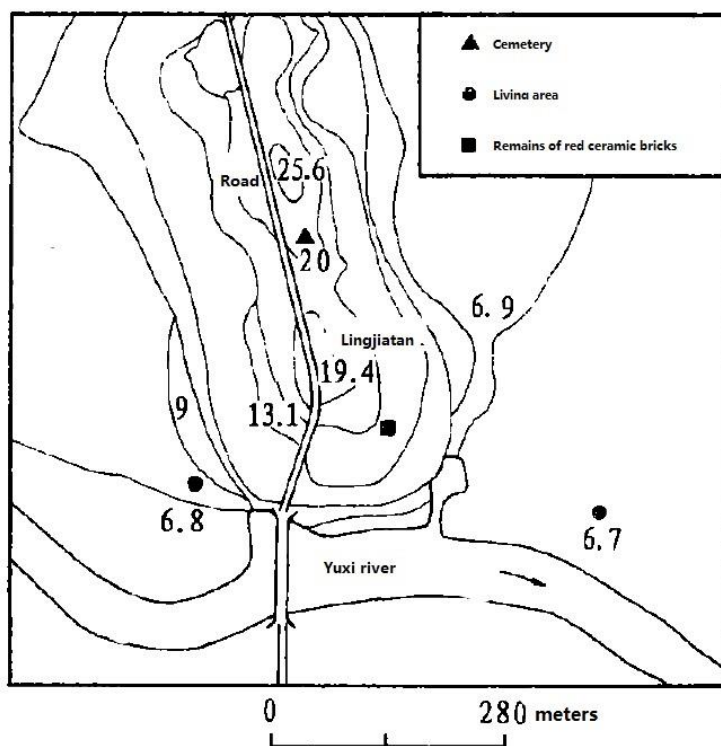 Cemetery
Living area
Remains of red ceramic bricks
25.6
Road
20
6.9
Lingjiatan
19.4
13.1
9
6.8
6.7
Yuxi river
0 280 meters